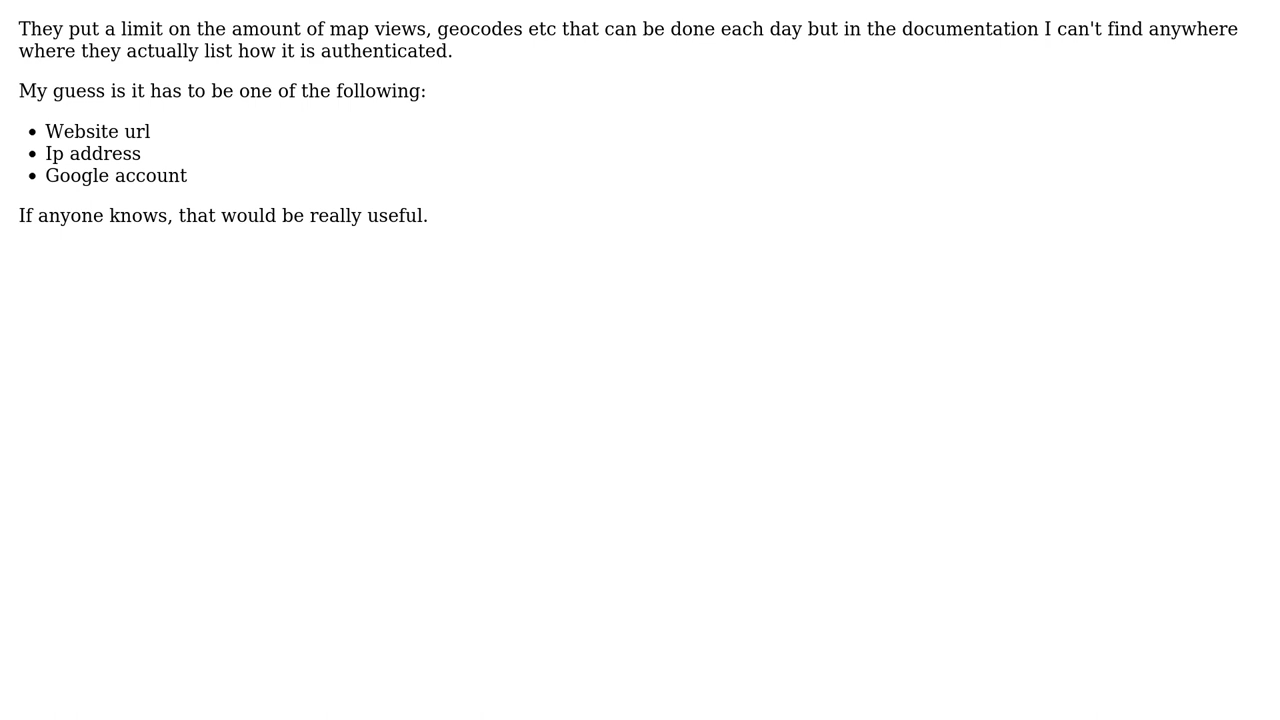 They put a limit on the amount of map views, geocodes etc that can be done each day but in the documentation I can't find anywhere
where they actually list how it is authenticated.
My guess is it has to be one of the following:
• Website url
• Ip address
• Google account
If anyone knows, that would be really useful.